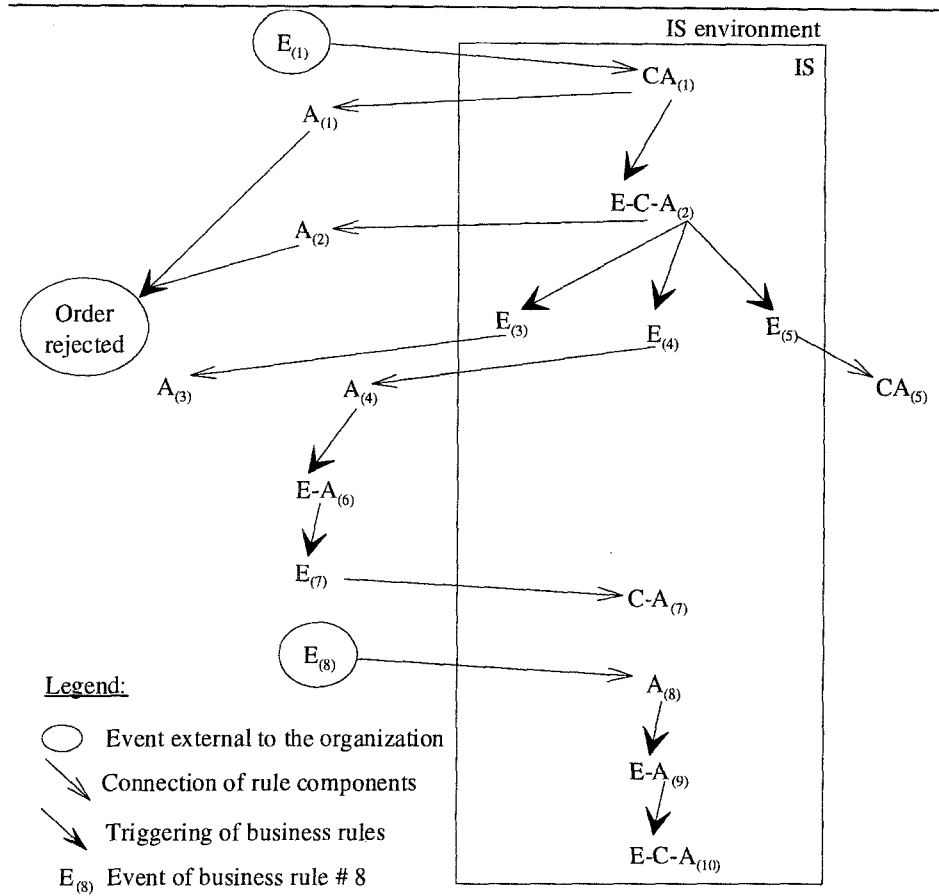 IS environment
E(1)
IS
CA(1)
A(1)
E-C-A(2)
A(2)
Order
rejected
E(3)
E(4)
E(5)
A(3)
A(4)
CA(5)
E-A(6)
E(7)
C-A(7)
E(8)
A(8)
E-A(9)
E-C-A(10)
Legend:
Event external to the organization
Connection of rule components
Triggering of business rules
E(8) Event of business rule # 8